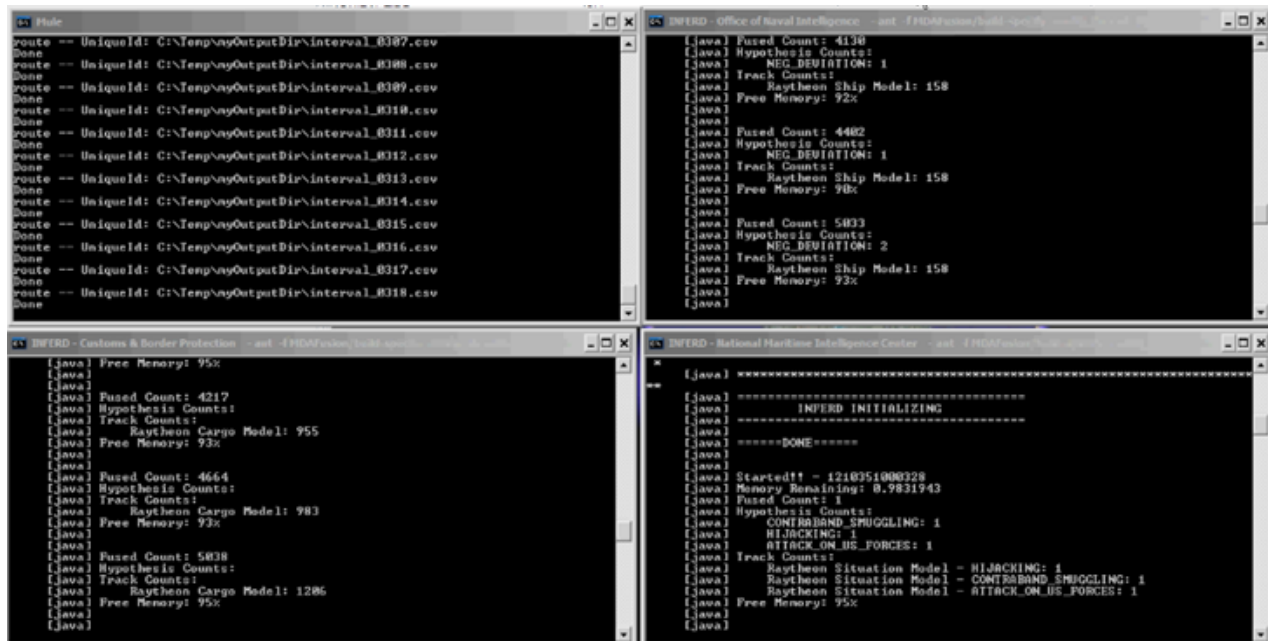 Mule
route -- UniqueId: C:\Temp\myOutputDir\interval_0307.csv
Done
route -- UniqueId: C:\Temp\myOutputDir\interval_0308.csv
Done
route -- UniqueId: C:\Temp\myOutputDir\interval_0309.csv
Done
route -- UniqueId: C:\Temp\myOutputDir\interval_0310.csv
Done
route -- UniqueId: C:\Temp\myOutputDir\interval_0311.csv
Done
route -- UniqueId: C:\Temp\myOutputDir\interval_0312.csv
Done
route -- UniqueId: C:\Temp\myOutputDir\interval_0313.csv
Done
route -- UniqueId: C:\Temp\myOutputDir\interval_0314.csv
Done
route -- UniqueId: C:\Temp\myOutputDir\interval_0315.csv
Done
route -- UniqueId: C:\Temp\myOutputDir\interval_0316.csv
Done
route -- UniqueId: C:\Temp\myOutputDir\interval_0317.csv
Done
route -- UniqueId: C:\Temp\myOutputDir\interval_0318.csv
Done
INFERD - Office of Naval Intelligence - ant -f MDAFusion/build
[java] Fused Count: 4130
[java] Hypothesis Counts:
[java] NEG_DEVIATION: 1
[java] Track Counts:
[java] Raytheon Ship Model: 158
[java] Free Memory: 92%
[java]
[java]
[java] Fused Count: 4402
[java] Hypothesis Counts:
[java] NEG_DEVIATION: 1
[java] Track Counts:
[java] Raytheon Ship Model: 158
[java] Free Memory: 90%
[java]
[java]
[java] Fused Count: 5033
[java] Hypothesis Counts:
[java] NEG_DEVIATION: 2
[java] Track Counts:
[java] Raytheon Ship Model: 158
[java] Free Memory: 93%
[java]
[java]
INFERD - Customs & Border Protection - ant -f MDAFusion/build
[java] Free Memory: 95%
[java]
[java]
[java] Fused Count: 4217
[java] Hypothesis Counts:
[java] Track Counts:
[java] Raytheon Cargo Model: 955
[java] Free Memory: 93%
[java]
[java]
[java] Fused Count: 4664
[java] Hypothesis Counts:
[java] Track Counts:
[java] Raytheon Cargo Model: 983
[java] Free Memory: 93%
[java]
[java]
[java] Fused Count: 5038
[java] Hypothesis Counts:
[java] Track Counts:
[java] Raytheon Cargo Model: 1206
[java] Free Memory: 95%
[java]
[java]
INFERD - National Maritime Intelligence Center - ant -f MDAFusion/build
*
[java] **********************************************************************
**
[java] ======================================
[java] INFERD INITIALIZING
[java] ======================================
[java]
[java] ======DONE======
[java]
[java]
[java] Started!! - 1210351000328
[java] Memory Remaining: 0.9831943
[java] Fused Count: 1
[java] Hypothesis Counts:
[java] CONTRABAND_SMUGGLING: 1
[java] HIJACKING: 1
[java] ATTACK_ON_US_FORCES: 1
[java] Track Counts:
[java] Raytheon Situation Model - HIJACKING: 1
[java] Raytheon Situation Model - CONTRABAND_SMUGGLING: 1
[java] Raytheon Situation Model - ATTACK_ON_US_FORCES: 1
[java] Free Memory: 95%
[java]
[java]